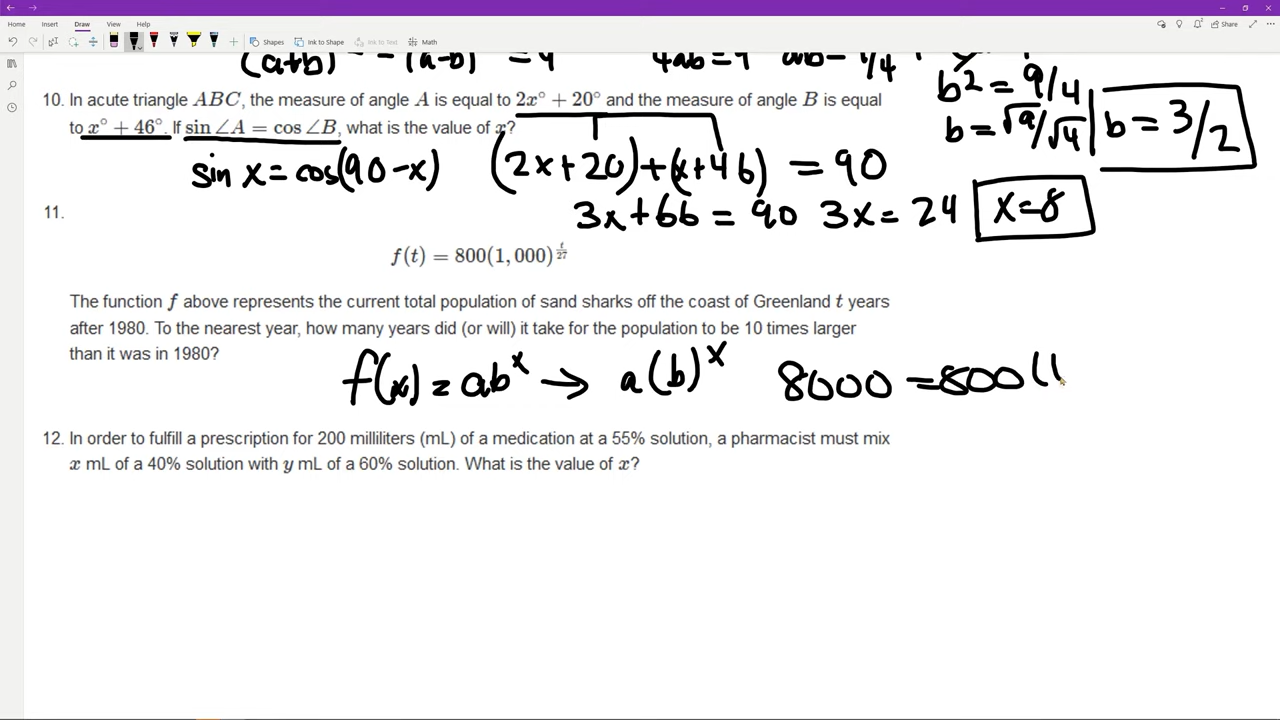 Home Insert Draw View Help
Share
Shapes Ink to Shape Ink to Text Math
(a+b) - (a-b) = 4 4ab=9 ab= 1/4
b2 = 9/4
b = √9/√4 b = 3/2
10. In acute triangle ABC, the measure of angle A is equal to 2x° + 20° and the measure of angle B is equal
to x° + 46°. If sin ∠A = cos ∠B, what is the value of x?
sin x = cos(90 - x) (2x+20)+(x+46) = 90
3x+66 = 90 3x = 24 x=8
11.
f(t) = 800(1,000)^(t/27)
The function f above represents the current total population of sand sharks off the coast of Greenland t years
after 1980. To the nearest year, how many years did (or will) it take for the population to be 10 times larger
than it was in 1980?
f(x) = ab^x → a(b)^x 8000 = 800(1
12. In order to fulfill a prescription for 200 milliliters (mL) of a medication at a 55% solution, a pharmacist must mix
x mL of a 40% solution with y mL of a 60% solution. What is the value of x?